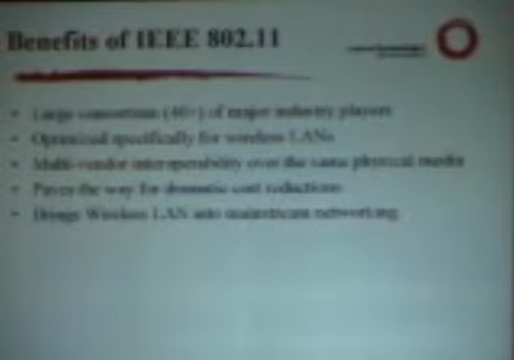 Benefits of IEEE 802.11
• Large consortium (40+) of major industry players
• Optimized specifically for wireless LANs
• Multi-vendor interoperability over the same physical media
• Paves the way for dramatic cost reductions
• Brings Wireless LAN into mainstream networking